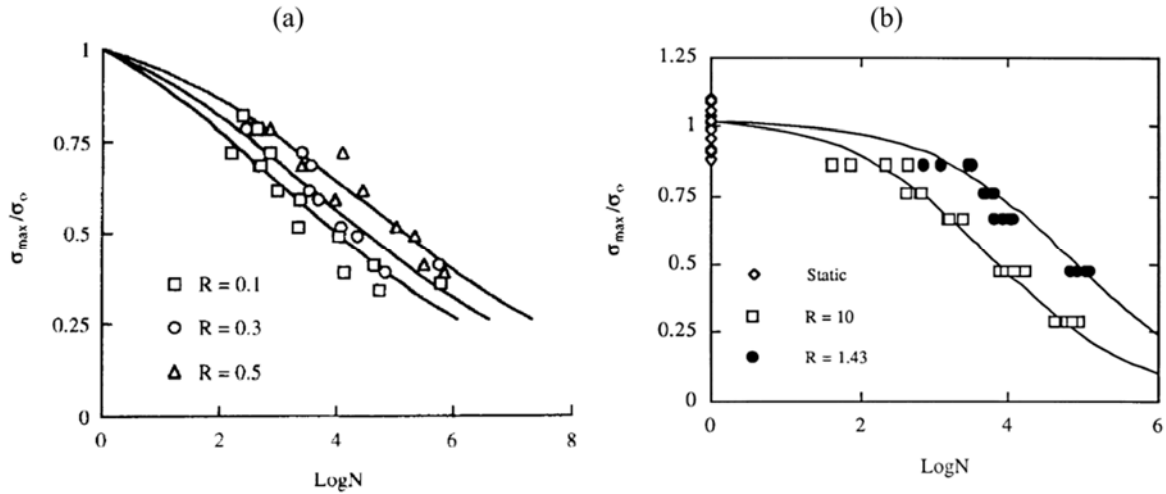 (a)
1
0.75
0.5
0.25
0
σmax/σo
0 2 4 6 8
LogN
□ R = 0.1
○ R = 0.3
△ R = 0.5
(b)
1.25
1
0.75
0.5
0.25
0
σmax/σo
0 2 4 6
LogN
◇ Static
□ R = 10
● R = 1.43